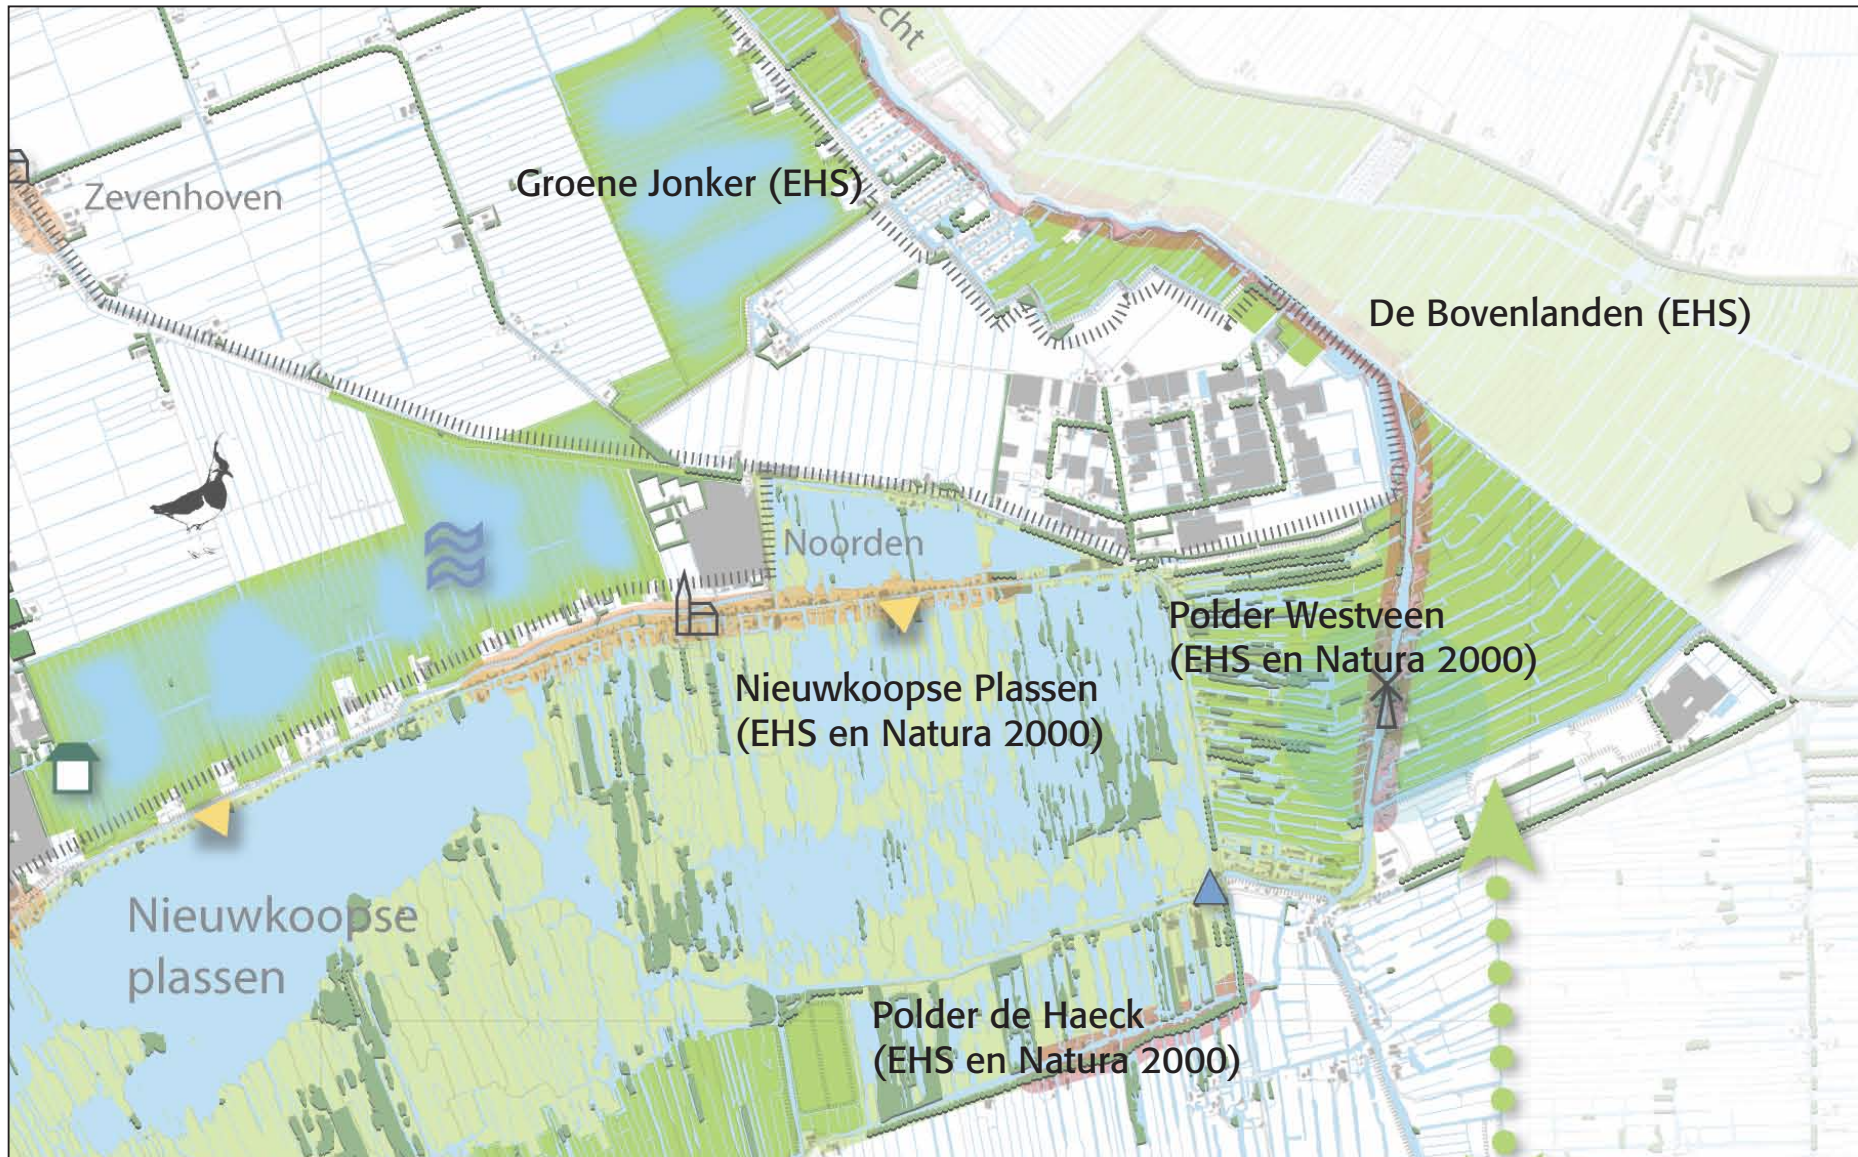 Zevenhoven
Groene Jonker (EHS)
De Bovenlanden (EHS)
Noorden
Polder Westveen
(EHS en Natura 2000)
Nieuwkoopse Plassen
(EHS en Natura 2000)
Nieuwkoopse
plassen
Polder de Haeck
(EHS en Natura 2000)